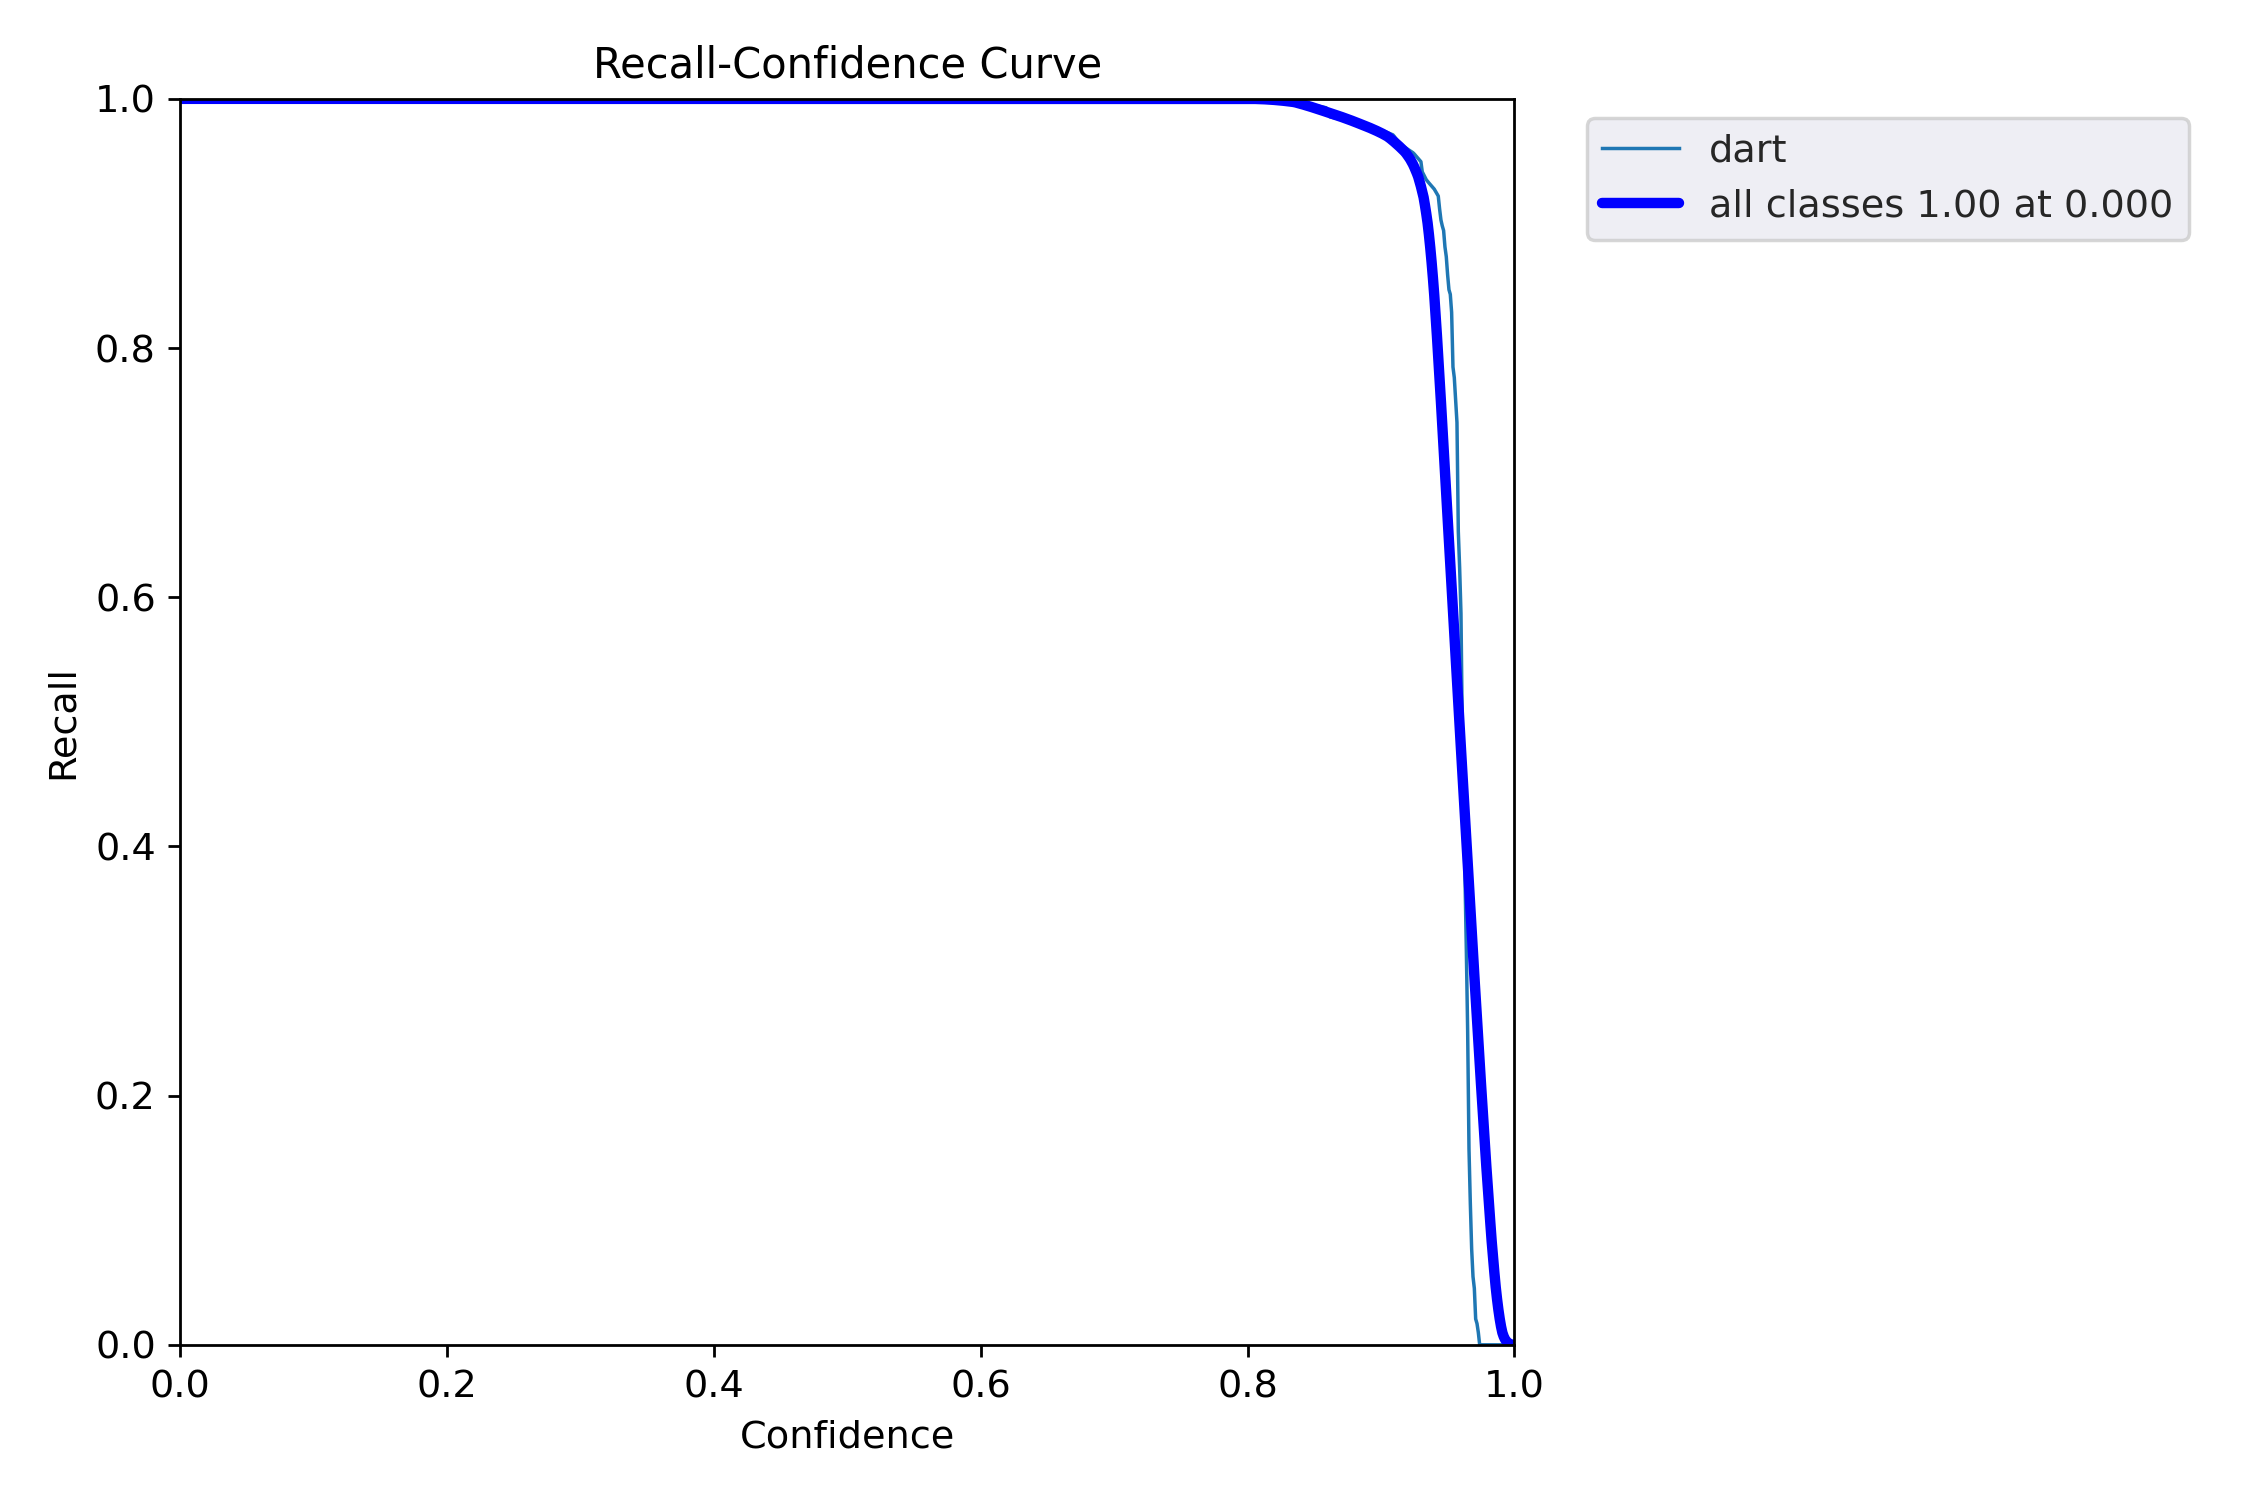 Recall-Confidence Curve
1.0
0.8
0.6
0.4
0.2
0.0
Recall
0.0 0.2 0.4 0.6 0.8 1.0
Confidence
dart
all classes 1.00 at 0.000